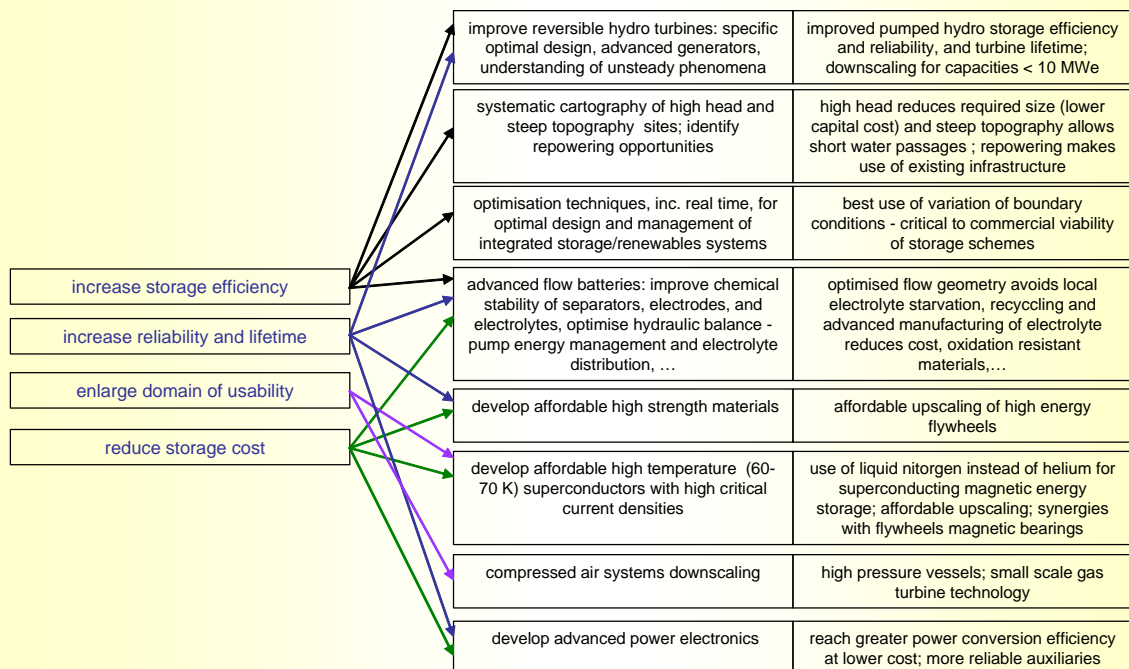 increase storage efficiency
increase reliability and lifetime
enlarge domain of usability
reduce storage cost
improve reversible hydro turbines: specific
optimal design, advanced generators,
understanding of unsteady phenomena
improved pumped hydro storage efficiency
and reliability, and turbine lifetime;
downscaling for capacities < 10 MWe
systematic cartography of high head and
steep topography sites; identify
repowering opportunities
high head reduces required size (lower
capital cost) and steep topography allows
short water passages ; repowering makes
use of existing infrastructure
optimisation techniques, inc. real time, for
optimal design and management of
integrated storage/renewables systems
best use of variation of boundary
conditions - critical to commercial viability
of storage schemes
advanced flow batteries: improve chemical
stability of separators, electrodes, and
electrolytes, optimise hydraulic balance -
pump energy management and electrolyte
distribution, …
optimised flow geometry avoids local
electrolyte starvation, recyccling and
advanced manufacturing of electrolyte
reduces cost, oxidation resistant
materials,…
develop affordable high strength materials
affordable upscaling of high energy
flywheels
develop affordable high temperature (60-
70 K) superconductors with high critical
current densities
use of liquid nitorgen instead of helium for
superconducting magnetic energy
storage; affordable upscaling; synergies
with flywheels magnetic bearings
compressed air systems downscaling
high pressure vessels; small scale gas
turbine technology
develop advanced power electronics
reach greater power conversion efficiency
at lower cost; more reliable auxiliaries